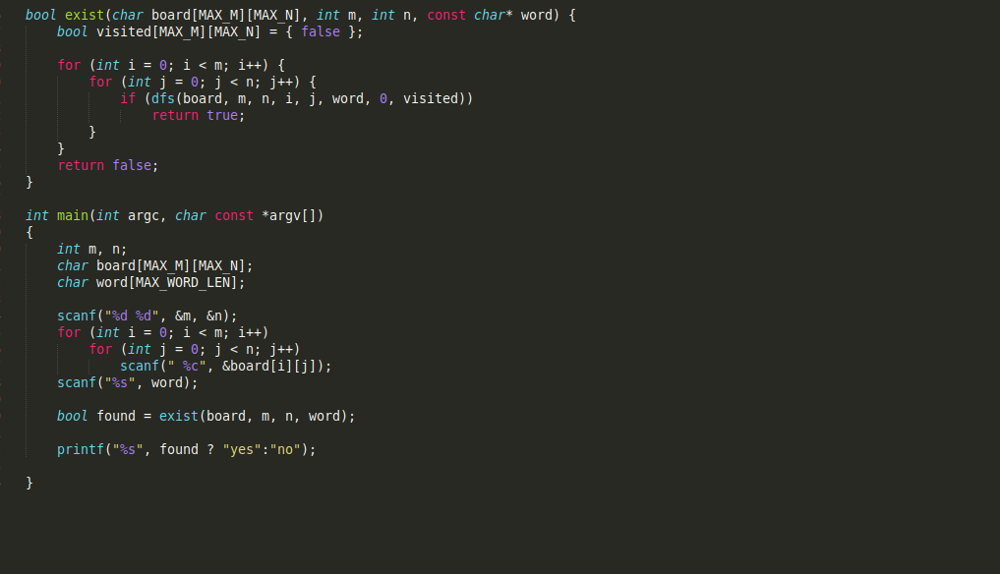 bool exist(char board[MAX_M][MAX_N], int m, int n, const char* word) {
    bool visited[MAX_M][MAX_N] = { false };
    for (int i = 0; i < m; i++) {
        for (int j = 0; j < n; j++) {
            if (dfs(board, m, n, i, j, word, 0, visited))
                return true;
        }
    }
    return false;
}
int main(int argc, char const *argv[])
{
    int m, n;
    char board[MAX_M][MAX_N];
    char word[MAX_WORD_LEN];
    scanf("%d %d", &m, &n);
    for (int i = 0; i < m; i++)
        for (int j = 0; j < n; j++)
            scanf(" %c", &board[i][j]);
    scanf("%s", word);
    bool found = exist(board, m, n, word);
    printf("%s", found ? "yes":"no");
}